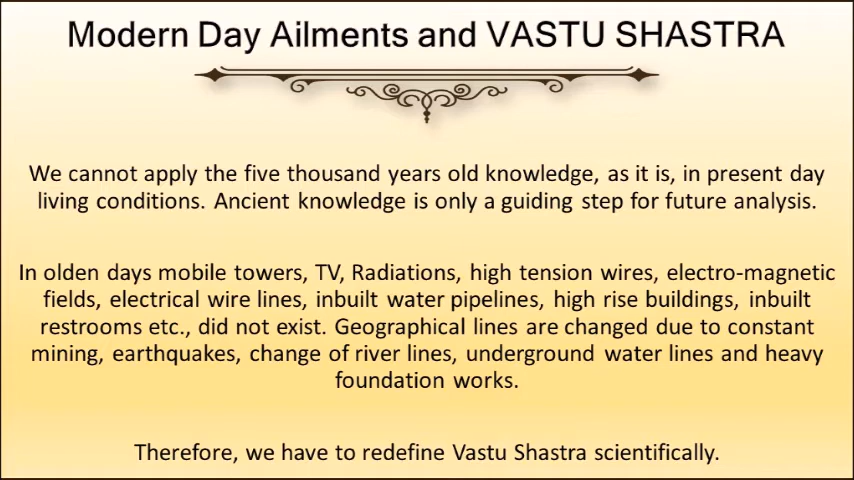 Modern Day Ailments and VASTU SHASTRA
We cannot apply the five thousand years old knowledge, as it is, in present day
living conditions. Ancient knowledge is only a guiding step for future analysis.
In olden days mobile towers, TV, Radiations, high tension wires, electro-magnetic
fields, electrical wire lines, inbuilt water pipelines, high rise buildings, inbuilt
restrooms etc., did not exist. Geographical lines are changed due to constant
mining, earthquakes, change of river lines, underground water lines and heavy
foundation works.
Therefore, we have to redefine Vastu Shastra scientifically.